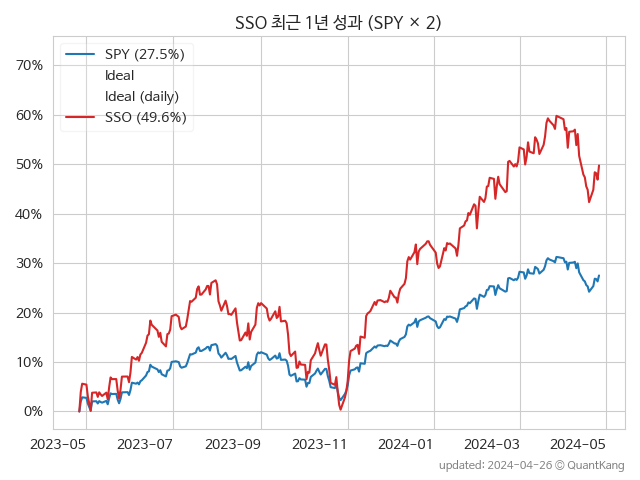 SSO 최근 1년 성과 (SPY × 2)
SPY (27.5%)
Ideal
Ideal (daily)
SSO (49.6%)
70%
60%
50%
40%
30%
20%
10%
0%
2023-05 2023-07 2023-09 2023-11 2024-01 2024-03 2024-05
updated: 2024-04-26 © QuantKang